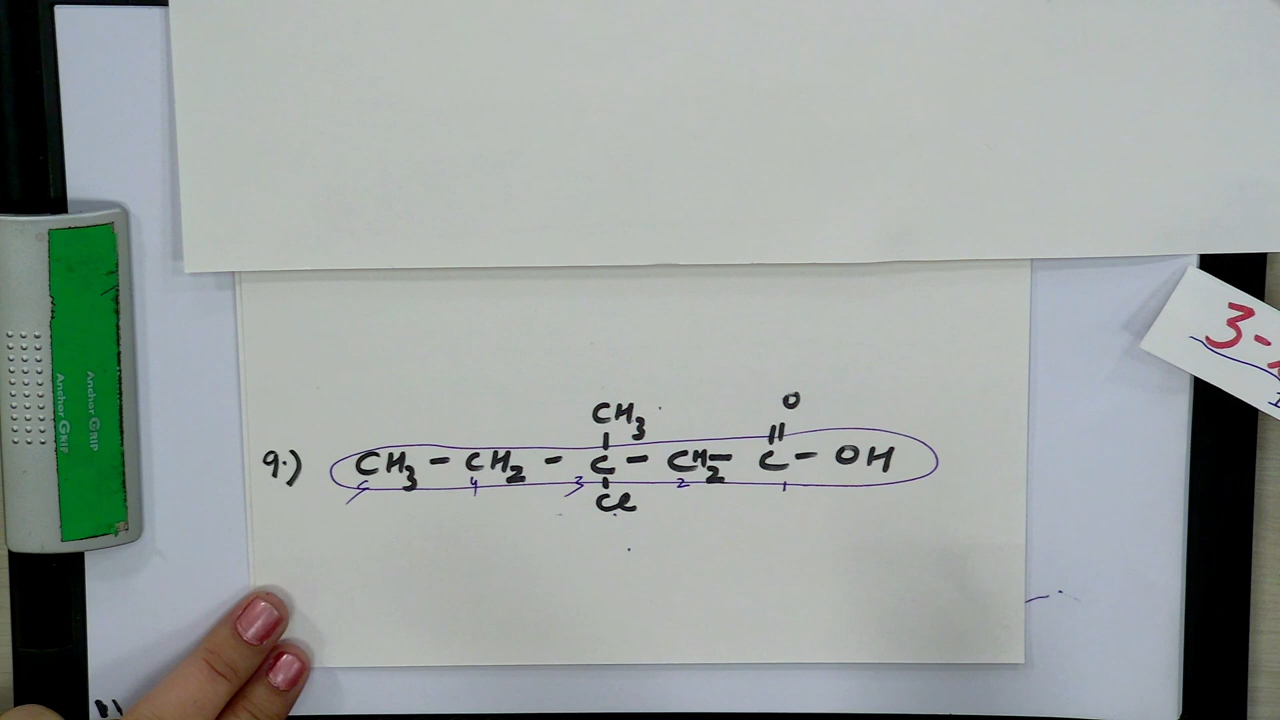 CH3
O
||
9.) CH3 - CH2 - C - CH2 - C - OH
5 4 3 2 1
Cl
Anchor GRIP
Anchor GRIP
3-